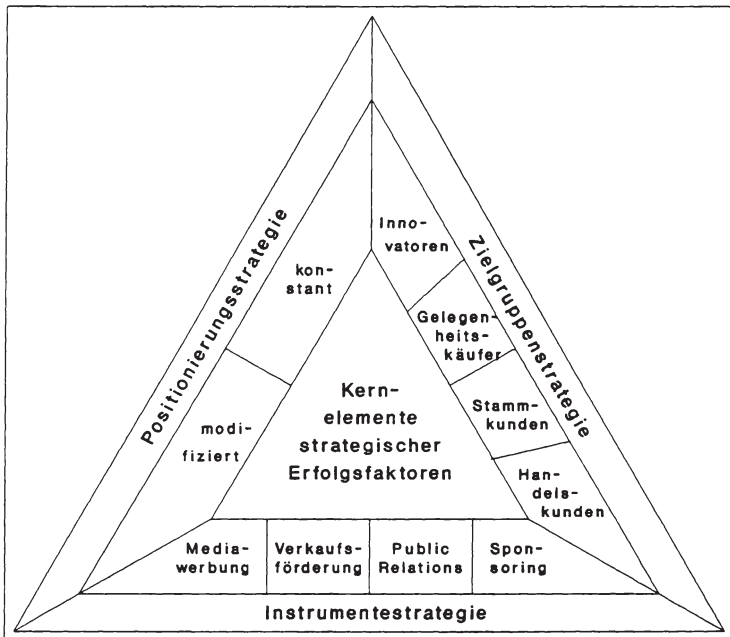 Positionierungsstrategie
Zielgruppenstrategie
kon-
stant
modi-
fiziert
Inno-
vatoren
Gelegen-
heits-
käufer
Stamm-
kunden
Han-
dels-
kunden
Kern-
elemente
strategischer
Erfolgsfaktoren
Media-
werbung
Verkaufs-
förderung
Public
Relations
Spon-
soring
Instrumentestrategie